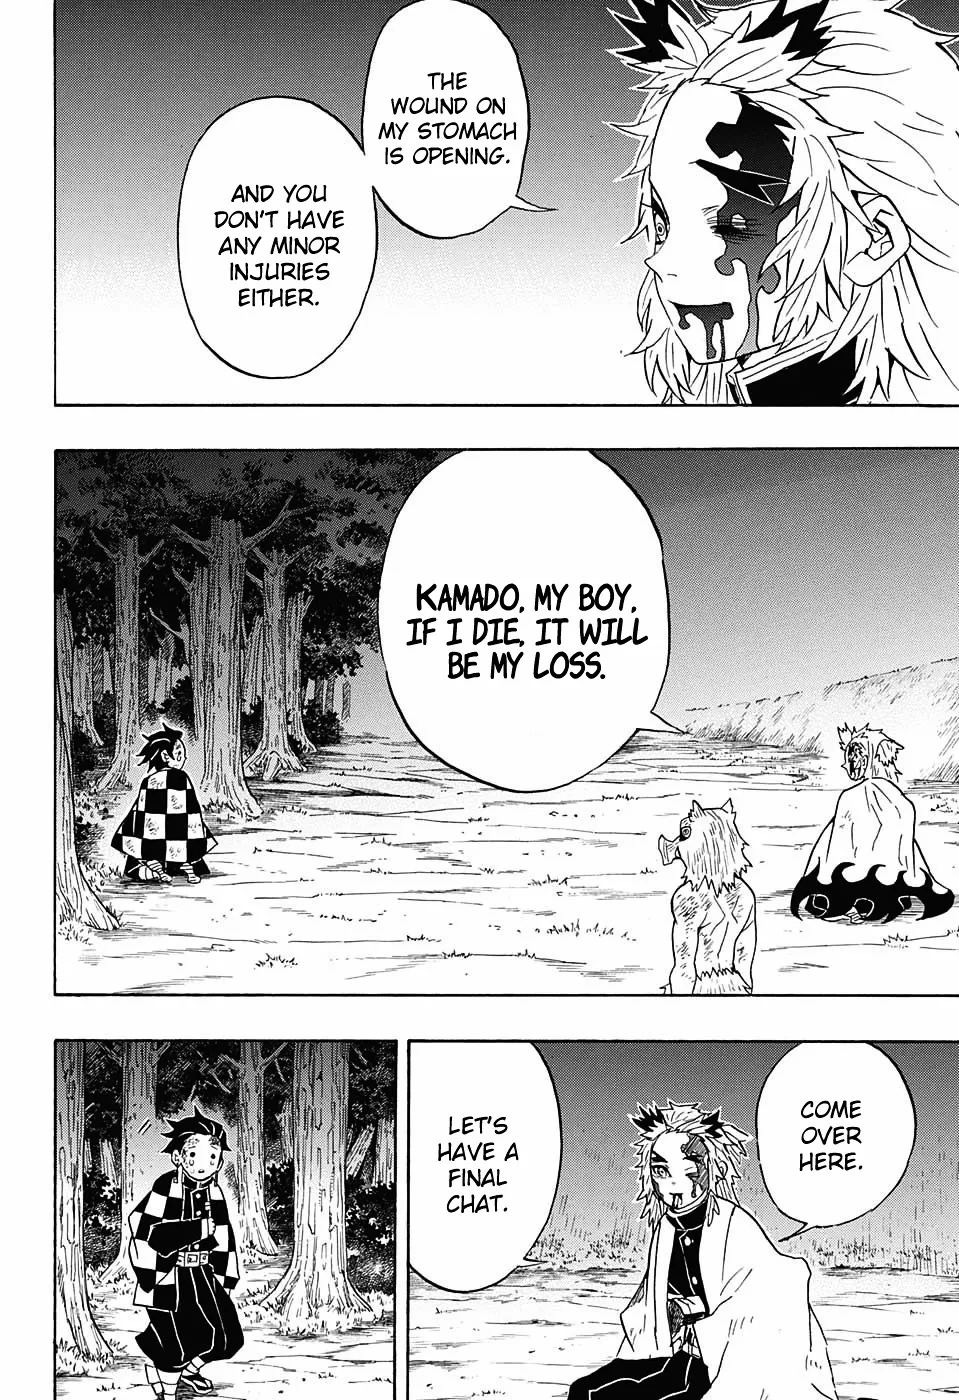 THE
WOUND ON
MY STOMACH
IS OPENING.
AND YOU
DON'T HAVE
ANY MINOR
INJURIES
EITHER.
KAMADO, MY BOY,
IF I DIE, IT WILL
BE MY LOSS.
COME
OVER
HERE.
LET'S
HAVE A
FINAL
CHAT.